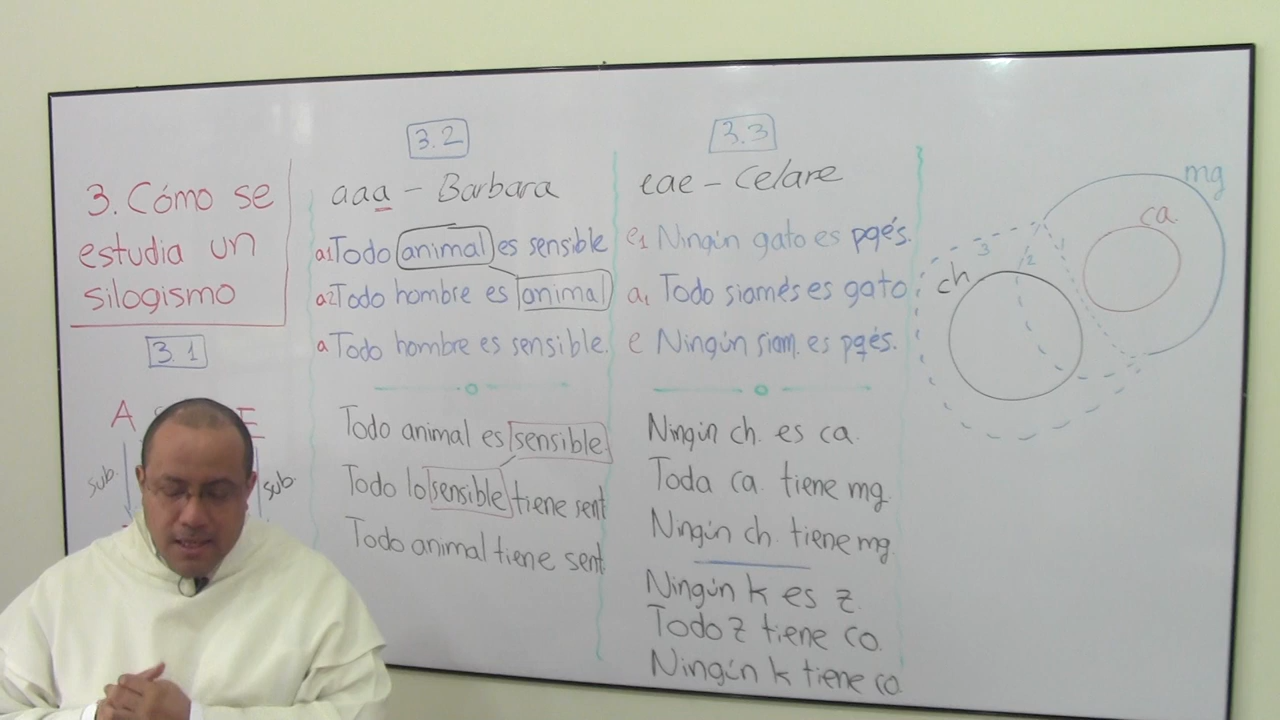 3. Cómo se
estudia un
silogismo
3.1
A
E
sub.
sub.
3.2
aaa - Barbara
a1 Todo animal es sensible
a2 Todo hombre es animal
a Todo hombre es sensible.
Todo animal es sensible
Todo lo sensible tiene sent
Todo animal tiene sent
3.3
eae - Celare
e1 Ningún gato es pqés.
a1 Todo siamés es gato
e Ningún siam. es pqés.
Ningún ch. es ca.
Toda ca. tiene mg.
Ningún ch. tiene mg.
Ningún k es z.
Todo z tiene co.
Ningún k tiene co
mg
ca.
ch
1
2
3